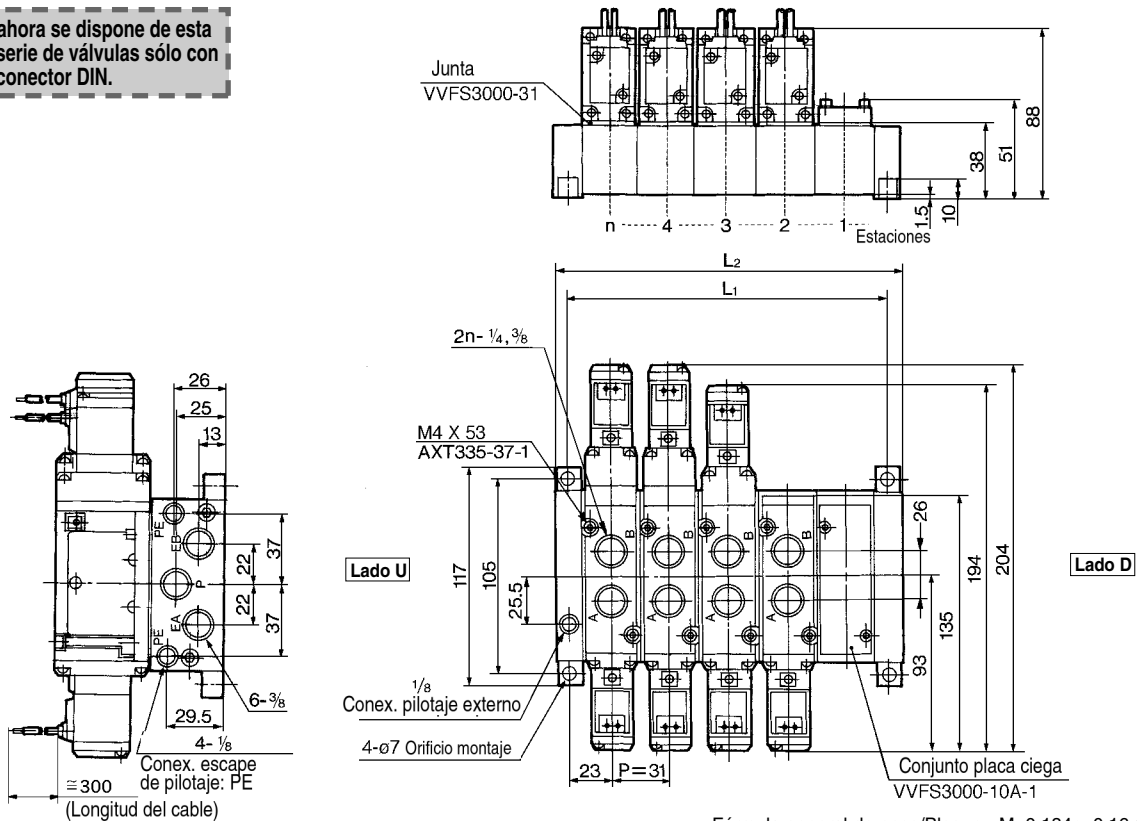 ahora se dispone de esta
serie de válvulas sólo con
conector DIN.
Junta
VVFS3000-31
88
51
38
10
1.5
n 4 3 2 1
Estaciones
L₂
L₁
2n- ¼, ⅜
M4 X 53
AXT335-37-1
26
25
13
PE
EB
P
EA
PE
37
22
22
37
29.5
6-⅜
4- ⅛
Conex. escape
de pilotaje: PE
≅300
(Longitud del cable)
Lado U
117
105
25.5
B B B B
A A A A
26
204
194
135
93
Lado D
1/8
Conex. pilotaje externo
4-ø7 Orificio montaje
23
P=31
Conjunto placa ciega
VVFS3000-10A-1